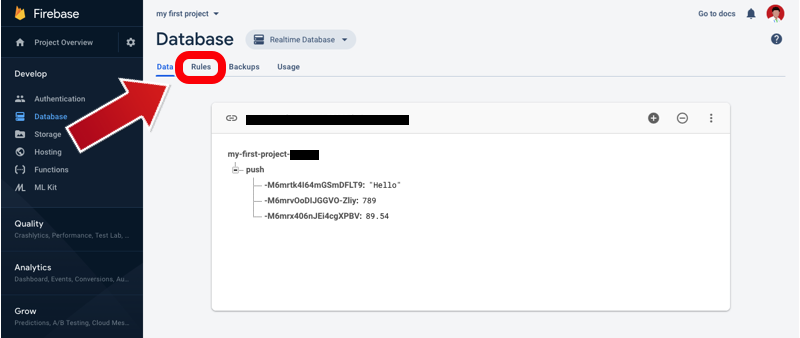 Firebase
my first project
Go to docs
Project Overview
Database
Realtime Database
Data
Rules
Backups
Usage
Develop
Authentication
Database
Storage
Hosting
Functions
ML Kit
my-first-project-
push
-M6mrtk4I64mGSmDFLT9: "Hello"
-M6mrvOoDIJGGVO-Zliy: 789
-M6mrx406nJEi4cgXPBV: 89.54
Quality
Crashlytics, Performance, Test Lab, ...
Analytics
Dashboard, Events, Conversions, Au...
Grow
Predictions, A/B Testing, Cloud Mes...